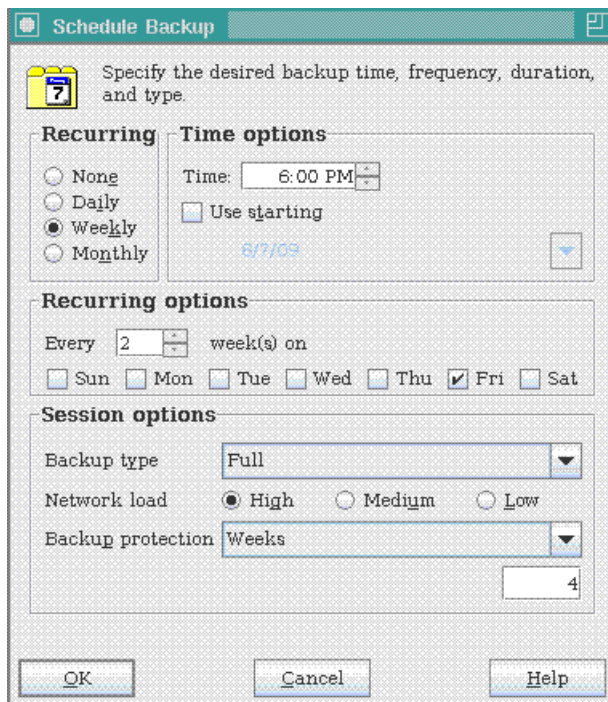 Schedule Backup
7
Specify the desired backup time, frequency, duration,
and type.
Recurring
None
Daily
Weekly
Monthly
Time options
Time: 6:00 PM
Use starting
6/7/09
Recurring options
Every 2 week(s) on
Sun Mon Tue Wed Thu Fri Sat
Session options
Backup type Full
Network load High Medium Low
Backup protection Weeks
4
OK Cancel Help